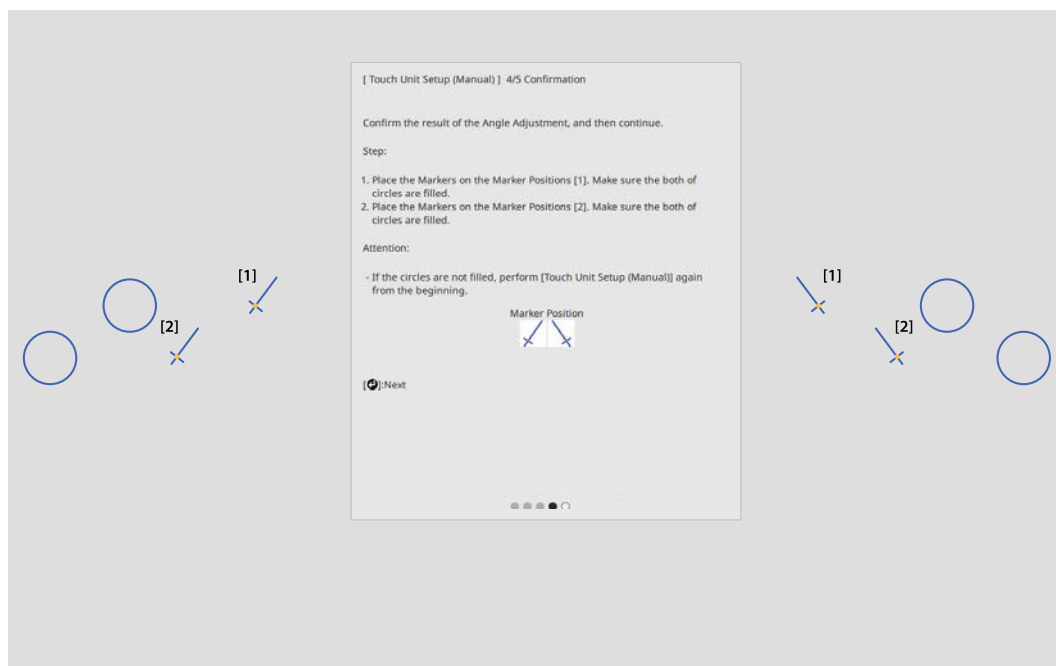 [ Touch Unit Setup (Manual) ] 4/5 Confirmation
Confirm the result of the Angle Adjustment, and then continue.
Step:
1. Place the Markers on the Marker Positions [1]. Make sure the both of
circles are filled.
2. Place the Markers on the Marker Positions [2]. Make sure the both of
circles are filled.
Attention:
- If the circles are not filled, perform [Touch Unit Setup (Manual)] again
from the beginning.
Marker Position
[ ]:Next
[1]
[2]
[1]
[2]